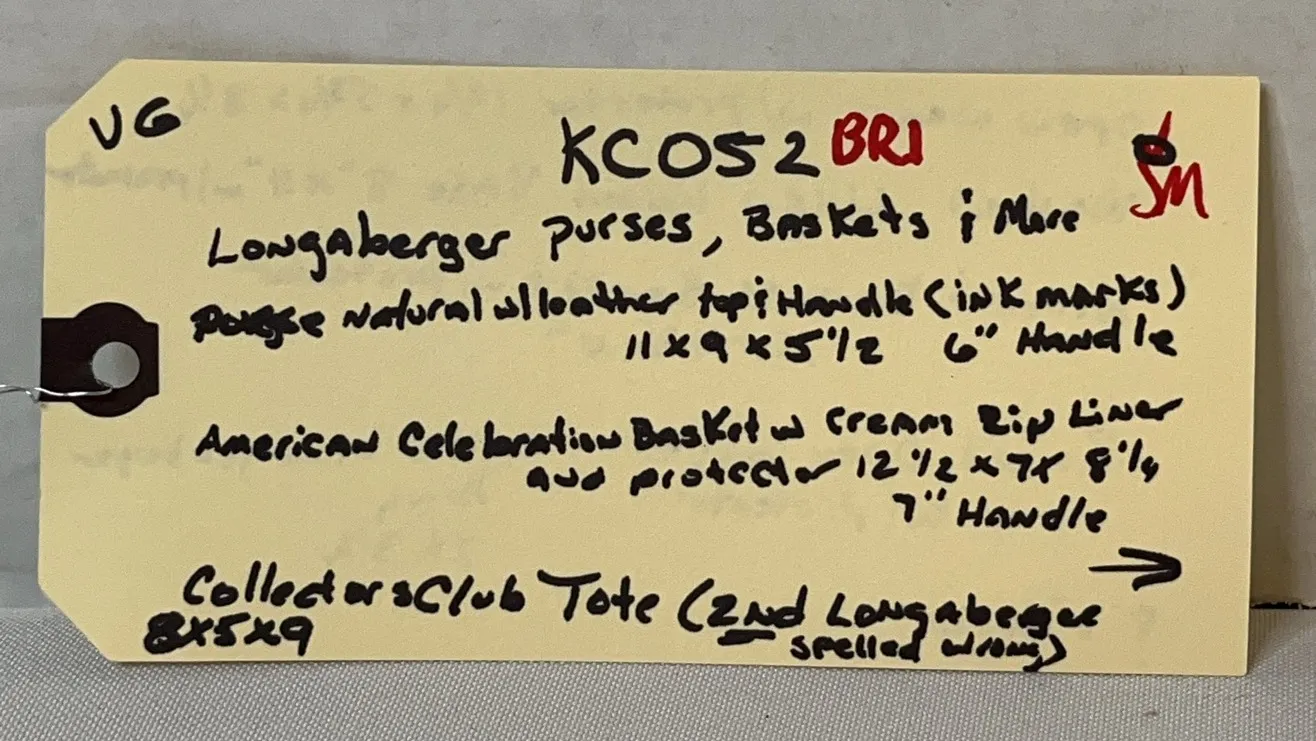 VG
KC052 BR1
SM
Longaberger purses, Baskets & More
Natural w/ leather top & Handle (ink marks)
11 x 9 x 5 1/2 6" Handle
American Celebration Basket w cream Zip Liner
and protector 12 1/2 x 7 x 8 1/4
7" Handle
→
Collectors Club Tote (2nd Longaberger
8x5x9 spelled wrong)